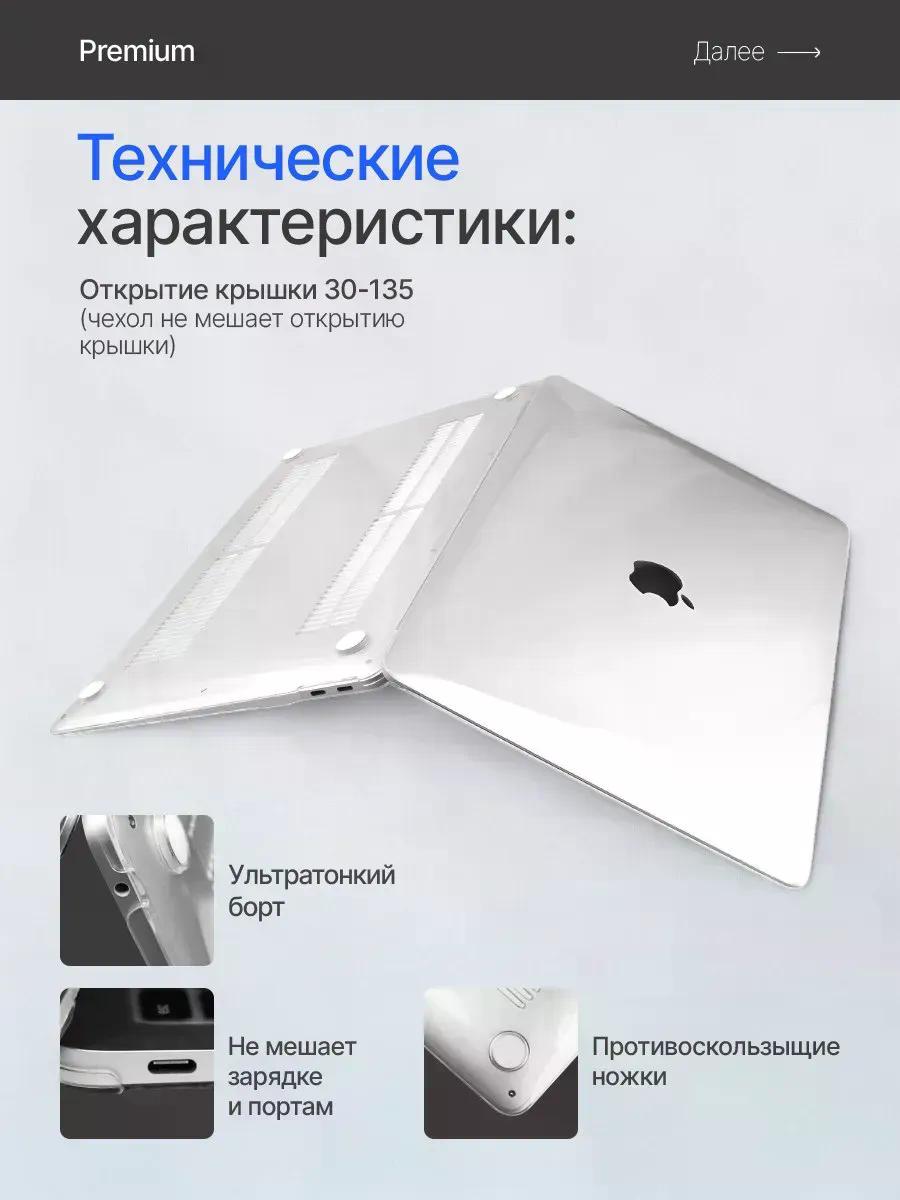 Premium
Далее
Технические
характеристики:
Открытие крышки 30-135
(чехол не мешает открытию
крышки)
Ультратонкий
борт
Не мешает
зарядке
и портам
Противоскользыщие
ножки